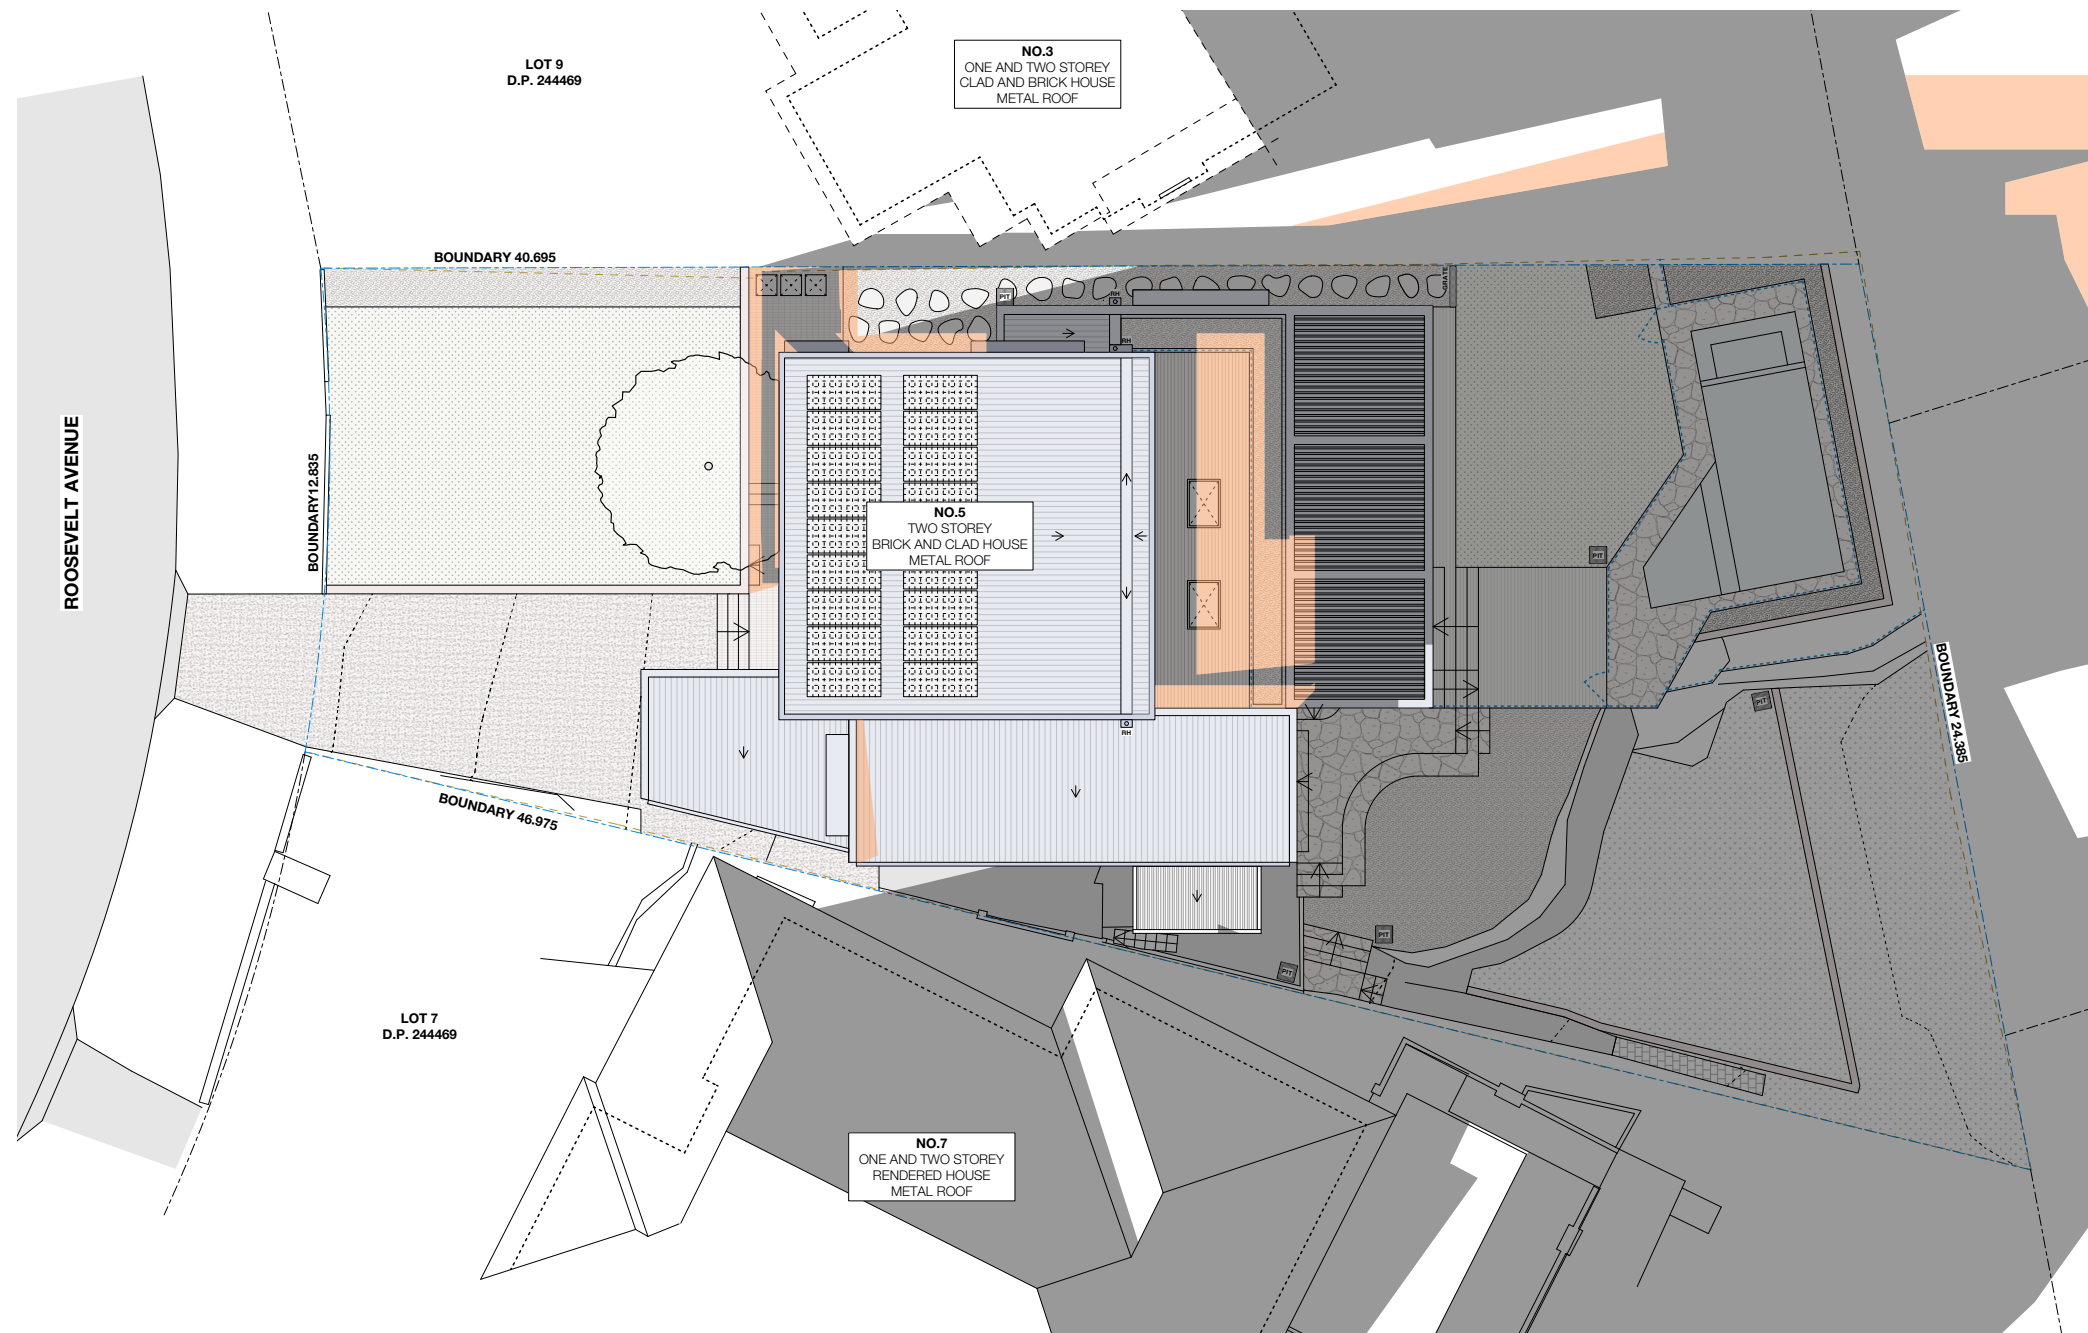 LOT 9
D.P. 244469
NO.3
ONE AND TWO STOREY
CLAD AND BRICK HOUSE
METAL ROOF
BOUNDARY 40.695
PIT
RH
GRATE
RH
ROOSEVELT AVENUE
BOUNDARY 12.835
NO.5
TWO STOREY
BRICK AND CLAD HOUSE
METAL ROOF
PIT
BOUNDARY 24.385
PIT
RH
BOUNDARY 46.975
PIT
PIT
LOT 7
D.P. 244469
NO.7
ONE AND TWO STOREY
RENDERED HOUSE
METAL ROOF